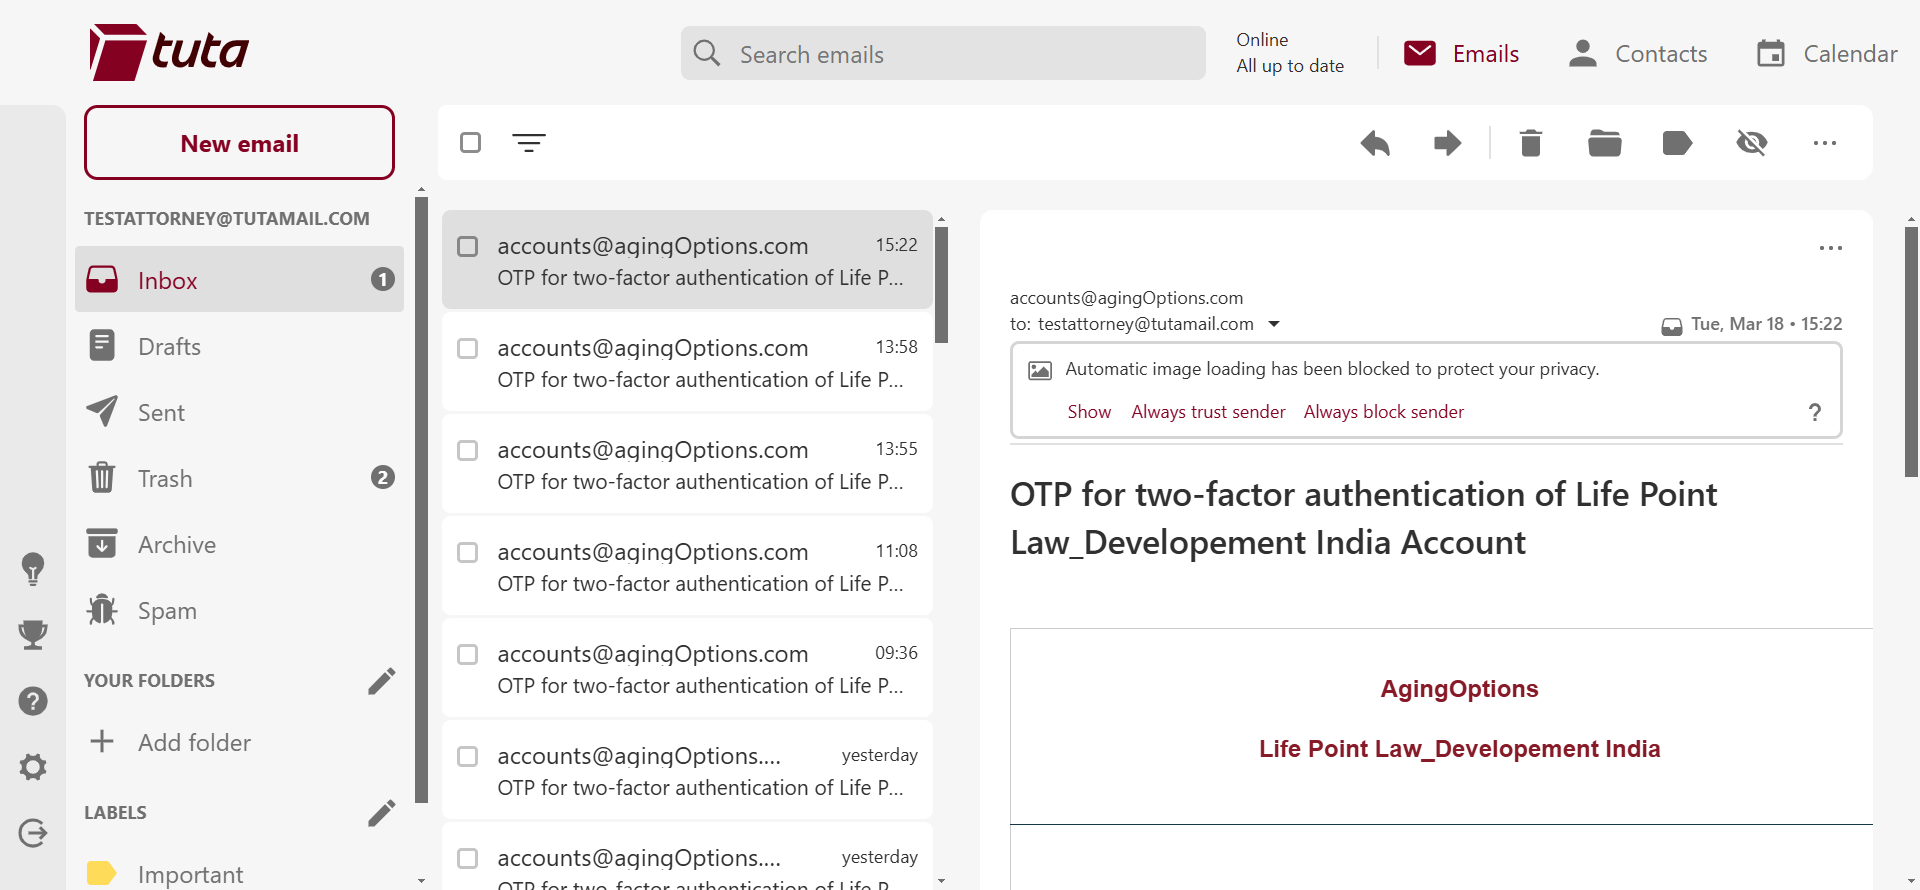 tuta
Search emails
Online
All up to date
Emails
Contacts
Calendar
New email
TESTATTORNEY@TUTAMAIL.COM
Inbox 1
Drafts
Sent
Trash 2
Archive
Spam
YOUR FOLDERS
Add folder
LABELS
Important
accounts@agingOptions.com 15:22
OTP for two-factor authentication of Life P...
accounts@agingOptions.com 13:58
OTP for two-factor authentication of Life P...
accounts@agingOptions.com 13:55
OTP for two-factor authentication of Life P...
accounts@agingOptions.com 11:08
OTP for two-factor authentication of Life P...
accounts@agingOptions.com 09:36
OTP for two-factor authentication of Life P...
accounts@agingOptions.... yesterday
OTP for two-factor authentication of Life P...
accounts@agingOptions.... yesterday
OTP for two-factor authentication of Life P...
accounts@agingOptions.com
to: testattorney@tutamail.com
Tue, Mar 18 • 15:22
Automatic image loading has been blocked to protect your privacy.
Show Always trust sender Always block sender ?
OTP for two-factor authentication of Life Point
Law_Developement India Account
AgingOptions
Life Point Law_Developement India